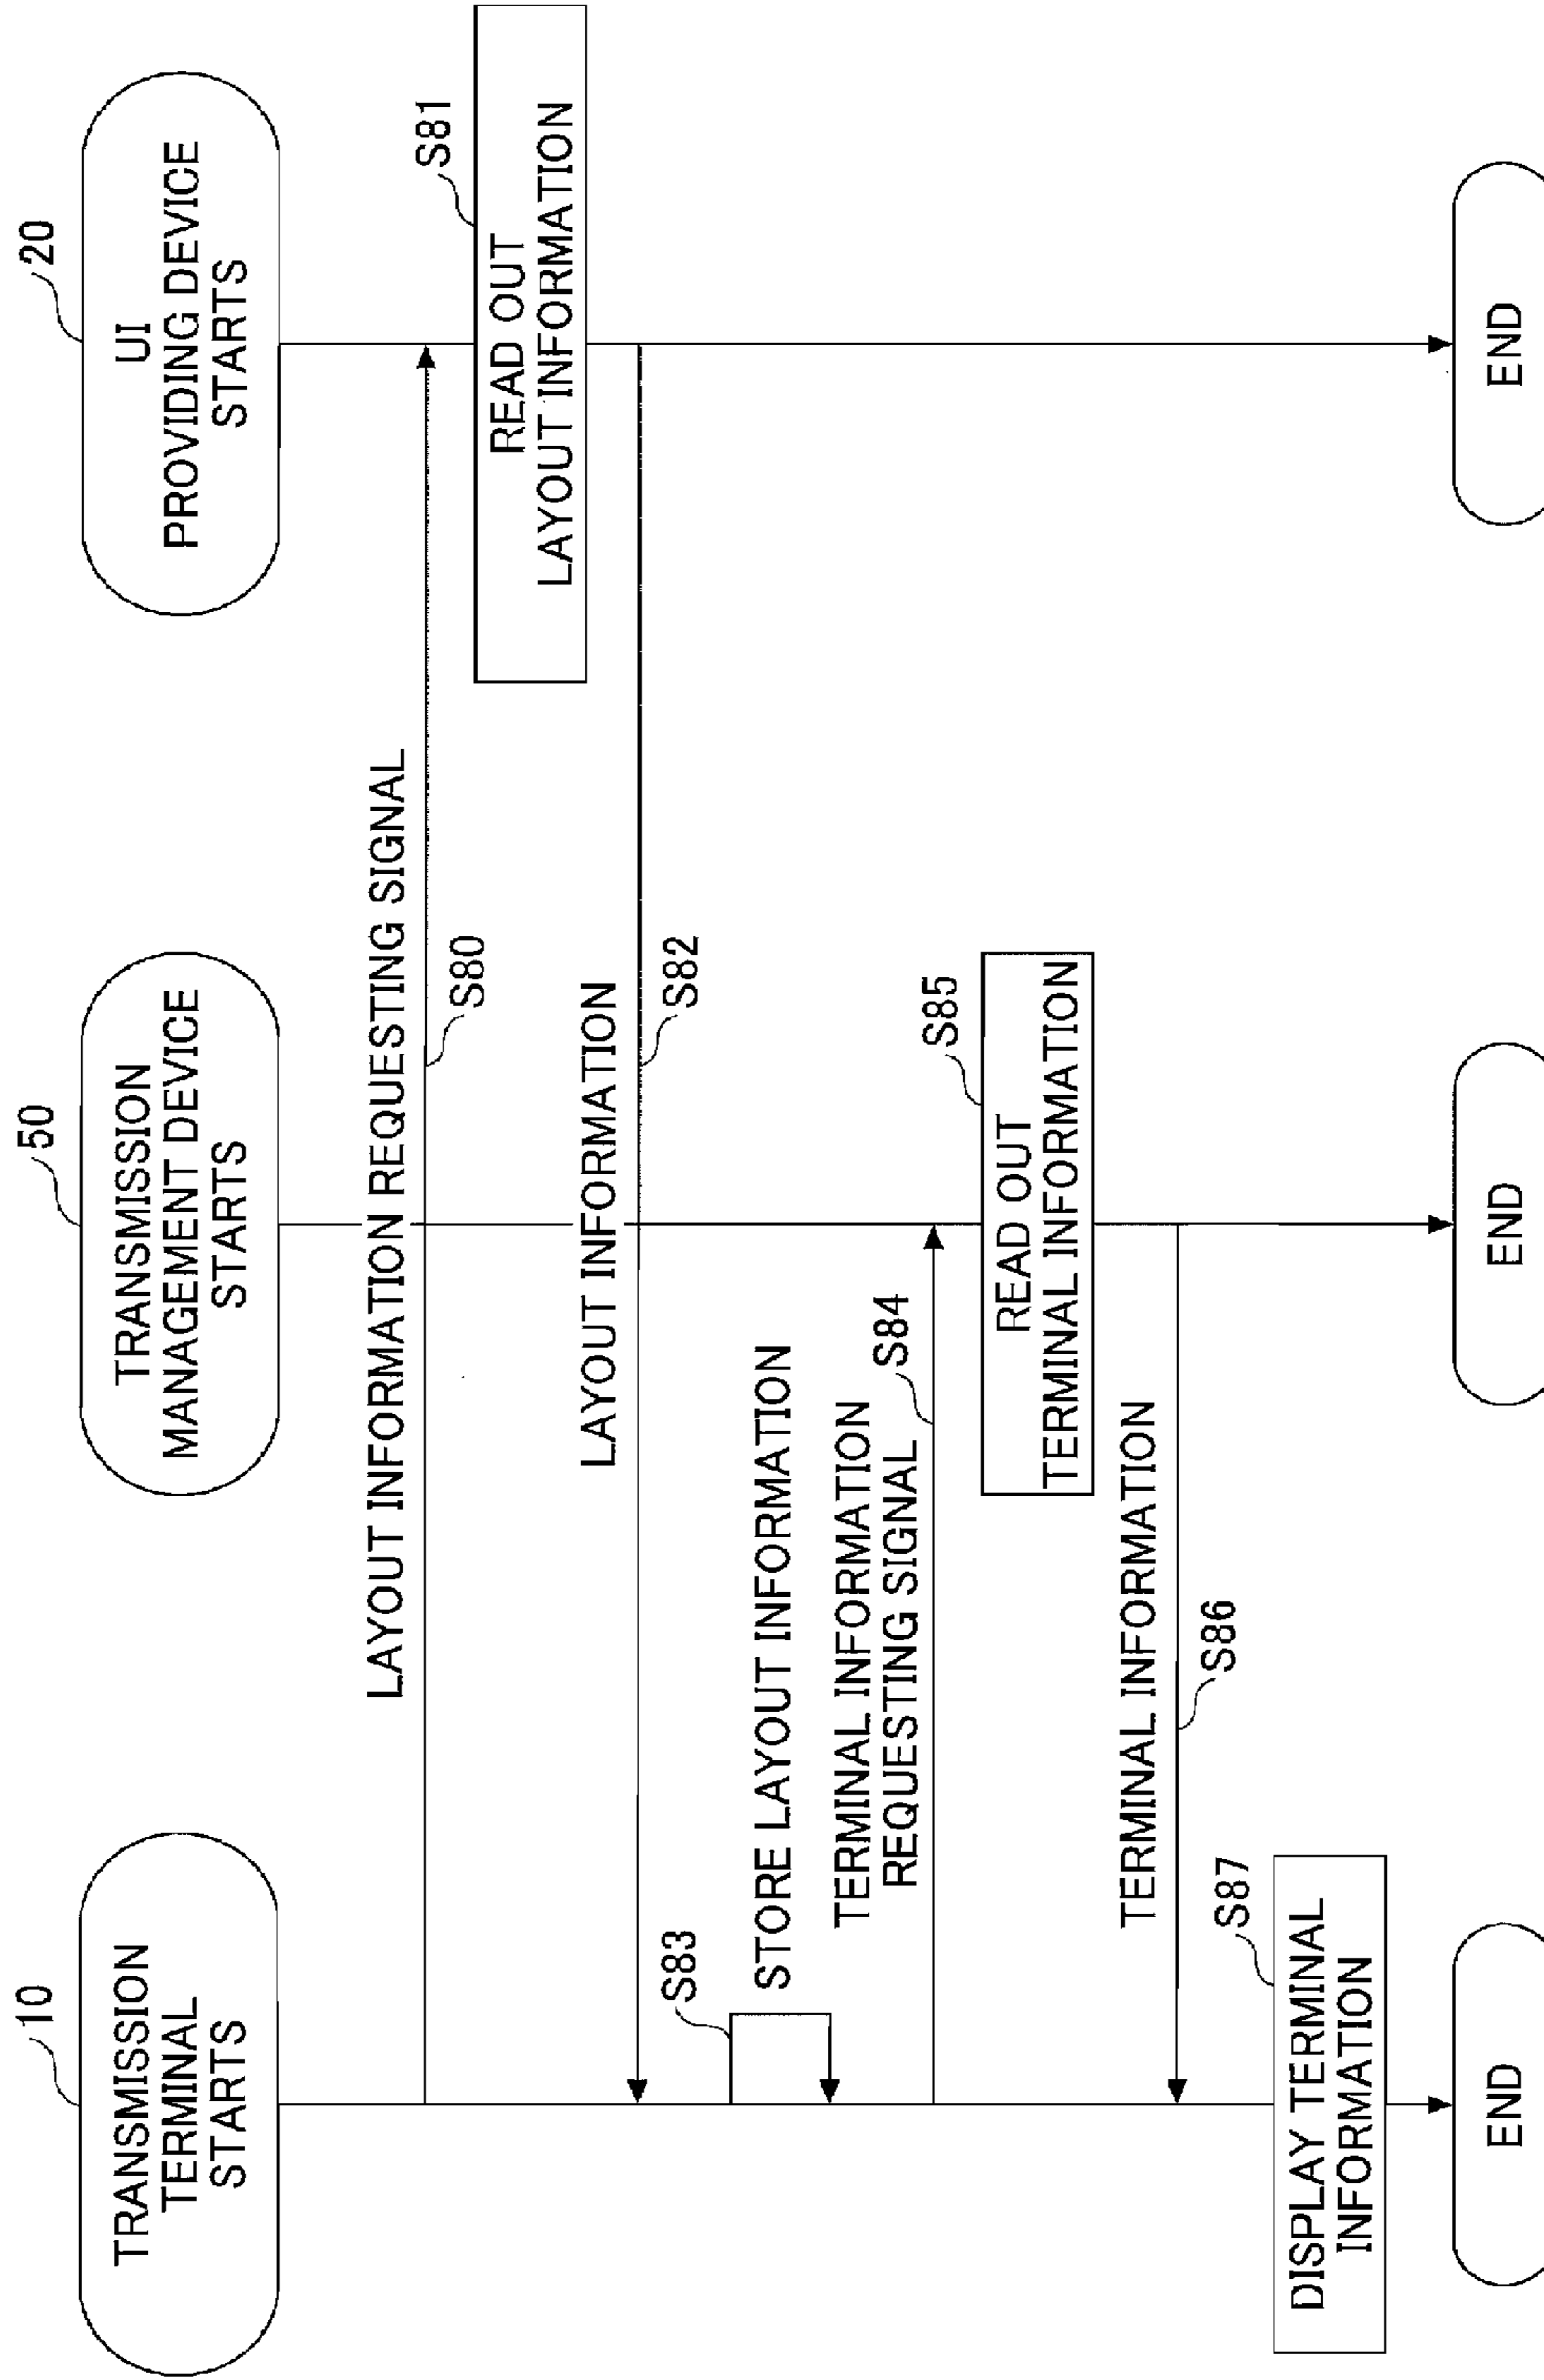 10
TRANSMISSION
TERMINAL
STARTS
50
TRANSMISSION
MANAGEMENT DEVICE
STARTS
20
UI
PROVIDING DEVICE
STARTS
LAYOUT INFORMATION REQUESTING SIGNAL
S80
S81
READ OUT
LAYOUT INFORMATION
LAYOUT INFORMATION
S82
S83
STORE LAYOUT INFORMATION
TERMINAL INFORMATION
REQUESTING SIGNAL
S84
S85
READ OUT
TERMINAL INFORMATION
TERMINAL INFORMATION
S86
S87
DISPLAY TERMINAL
INFORMATION
END
END
END